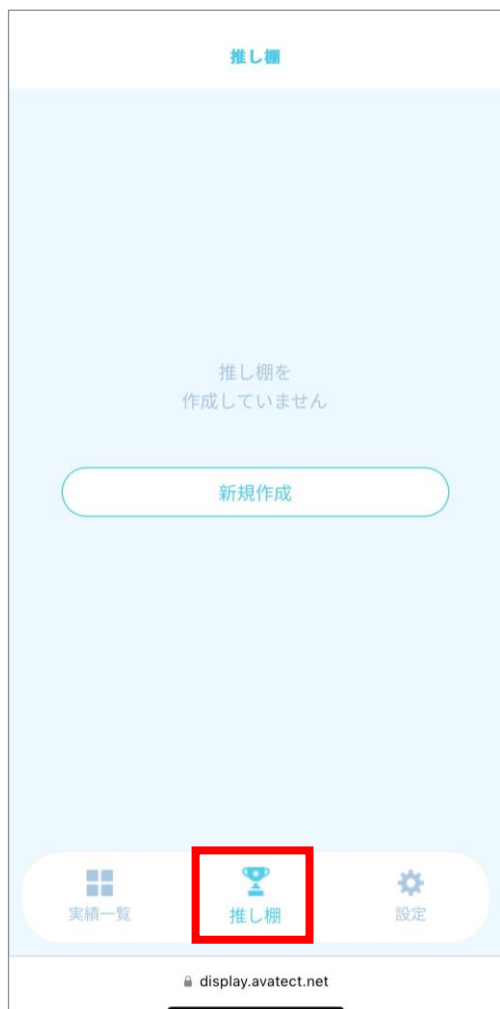 推し棚
推し棚を
作成していません
新規作成
実績一覧
推し棚
設定
display.avatect.net